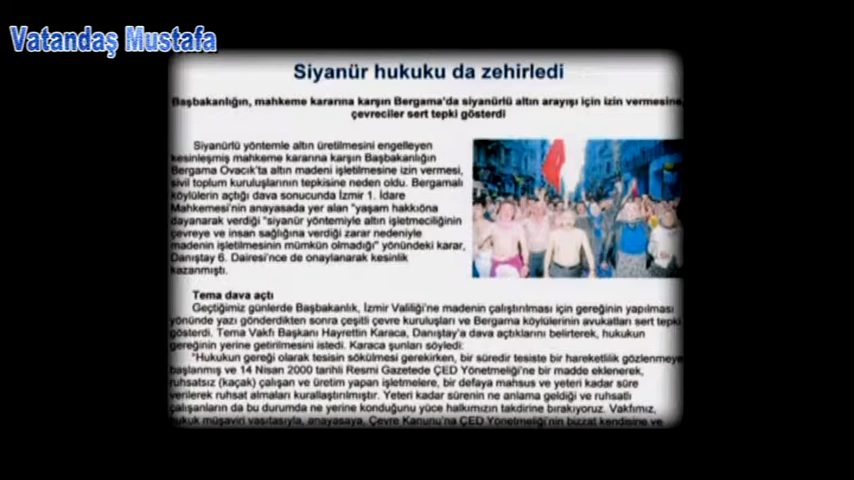 Vatandaş Mustafa
Siyanür hukuku da zehirledi
Başbakanlığın, mahkeme kararına karşın Bergama'da siyanürlü altın arayışı için izin vermesine,
çevreciler sert tepki gösterdi
Siyanürlü yöntemle altın üretilmesini engelleyen
kesinleşmiş mahkeme kararına karşın Başbakanlığın
Bergama Ovacık'ta altın madeni işletilmesine izin vermesi,
sivil toplum kuruluşlarının tepkisine neden oldu. Bergamalı
köylülerin açtığı dava sonucunda İzmir 1. İdare
Mahkemesi'nin anayasada yer alan "yaşam hakkıöna
dayanarak verdiği "siyanür yöntemiyle altın işletmeciliğinin
çevreye ve insan sağlığına verdiği zarar nedeniyle
madenin işletilmesinin mümkün olmadığı" yönündeki karar,
Danıştay 6. Dairesi'nce de onaylanarak kesinlik
kazanmıştı.
Tema dava açtı
Geçtiğimiz günlerde Başbakanlık, İzmir Valiliği'ne madenin çalıştırılması için gereğinin yapılması
yönünde yazı gönderdikten sonra çeşitli çevre kuruluşları ve Bergama köylülerinin avukatları sert tepki
gösterdi. Tema Vakfı Başkanı Hayrettin Karaca, Danıştay'a dava açtıklarını belirterek, hukukun
gereğinin yerine getirilmesini istedi. Karaca şunları söyledi:
"Hukukun gereği olarak tesisin sökülmesi gerekirken, bir süredir tesiste bir hareketlilik gözlenmeye
başlanmış ve 14 Nisan 2000 tarihli Resmi Gazetede ÇED Yönetmeliği'ne bir madde eklenerek,
ruhsatsız (kaçak) çalışan ve üretim yapan işletmelere, bir defaya mahsus ve yeteri kadar süre
verilerek ruhsat almaları kurallaştırılmıştır. Yeteri kadar sürenin ne anlama geldiği ve ruhsatlı
çalışanların da bu durumda ne yerine konduğunu yüce halkımızın takdirine bırakıyoruz. Vakfımız,
hukuk müşaviri vasıtasıyla, anayasaya, Çevre Kanunu'na ÇED Yönetmeliği'nin bizzat kendisine ve